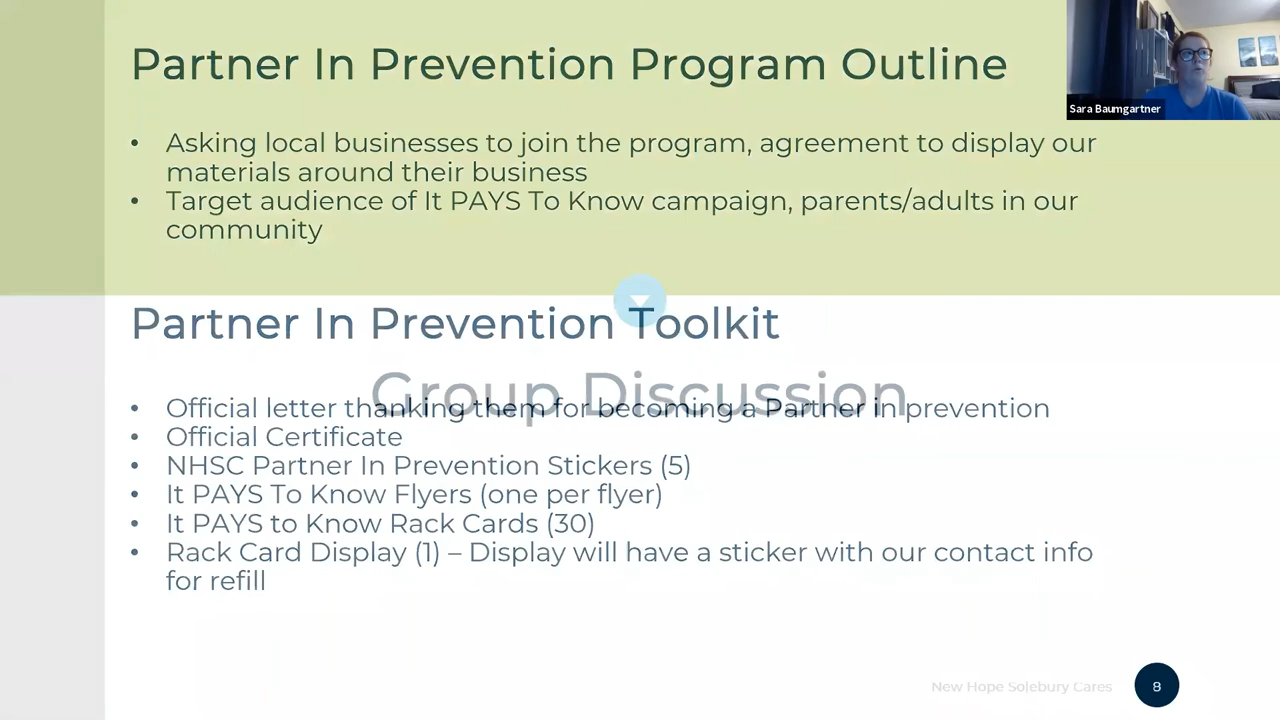 Partner In Prevention Program Outline
Sara Baumgartner
• Asking local businesses to join the program, agreement to display our
materials around their business
• Target audience of It PAYS To Know campaign, parents/adults in our
community
Partner In Prevention Toolkit
Group Discussion
• Official letter thanking them for becoming a Partner in prevention
• Official Certificate
• NHSC Partner In Prevention Stickers (5)
• It PAYS To Know Flyers (one per flyer)
• It PAYS to Know Rack Cards (30)
• Rack Card Display (1) – Display will have a sticker with our contact info
for refill
New Hope Solebury Cares
8